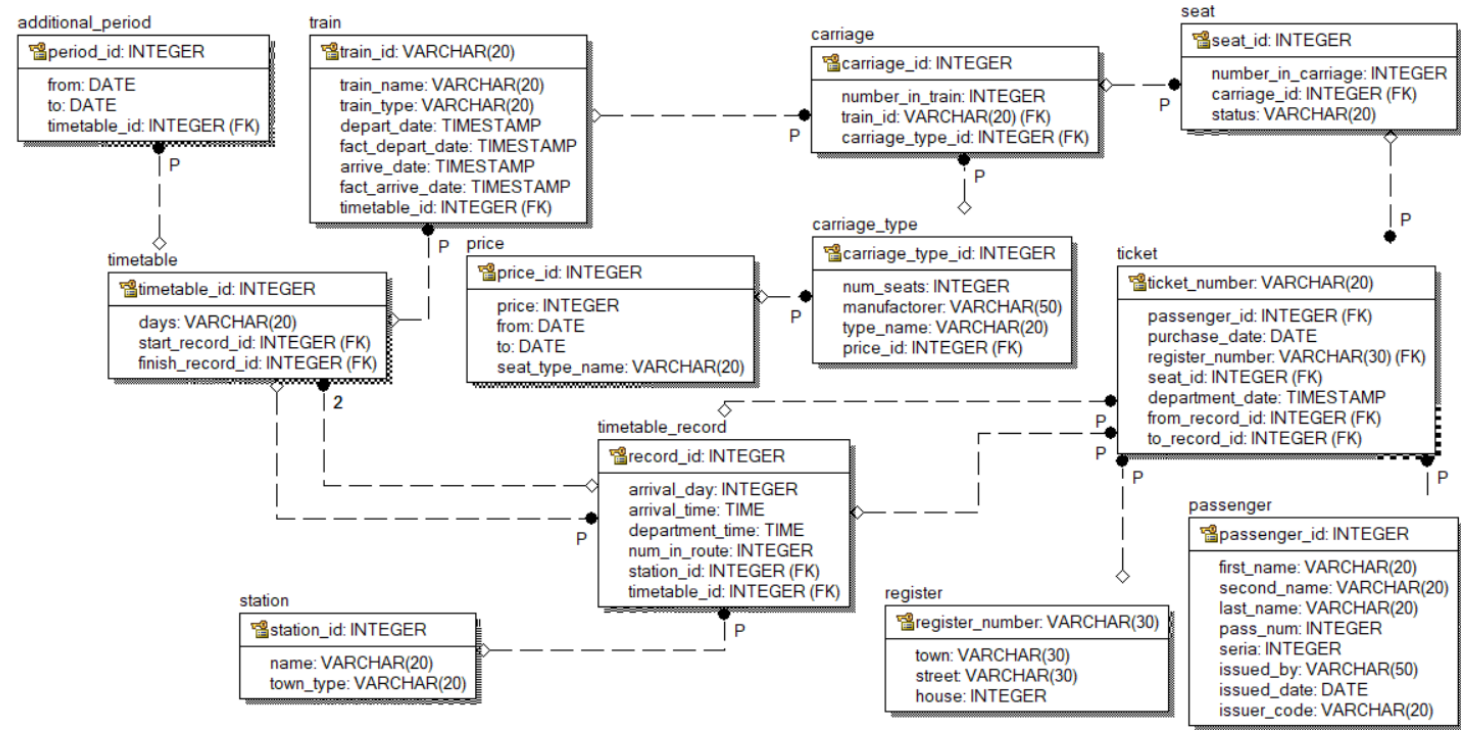 additional_period
period_id: INTEGER
from: DATE
to: DATE
timetable_id: INTEGER (FK)
P
train
train_id: VARCHAR(20)
train_name: VARCHAR(20)
train_type: VARCHAR(20)
depart_date: TIMESTAMP
fact_depart_date: TIMESTAMP
arrive_date: TIMESTAMP
fact_arrive_date: TIMESTAMP
timetable_id: INTEGER (FK)
P
carriage
carriage_id: INTEGER
number_in_train: INTEGER
train_id: VARCHAR(20) (FK)
carriage_type_id: INTEGER (FK)
P
P
seat
seat_id: INTEGER
number_in_carriage: INTEGER
carriage_id: INTEGER (FK)
status: VARCHAR(20)
P
P
timetable
timetable_id: INTEGER
days: VARCHAR(20)
start_record_id: INTEGER (FK)
finish_record_id: INTEGER (FK)
2
price
price_id: INTEGER
price: INTEGER
from: DATE
to: DATE
seat_type_name: VARCHAR(20)
P
carriage_type
carriage_type_id: INTEGER
num_seats: INTEGER
manufactorer: VARCHAR(50)
type_name: VARCHAR(20)
price_id: INTEGER (FK)
ticket
ticket_number: VARCHAR(20)
passenger_id: INTEGER (FK)
purchase_date: DATE
register_number: VARCHAR(30) (FK)
seat_id: INTEGER (FK)
department_date: TIMESTAMP
from_record_id: INTEGER (FK)
to_record_id: INTEGER (FK)
P
P
P
P
timetable_record
record_id: INTEGER
arrival_day: INTEGER
arrival_time: TIME
department_time: TIME
num_in_route: INTEGER
station_id: INTEGER (FK)
timetable_id: INTEGER (FK)
P
P
station
station_id: INTEGER
name: VARCHAR(20)
town_type: VARCHAR(20)
register
register_number: VARCHAR(30)
town: VARCHAR(30)
street: VARCHAR(30)
house: INTEGER
passenger
passenger_id: INTEGER
first_name: VARCHAR(20)
second_name: VARCHAR(20)
last_name: VARCHAR(20)
pass_num: INTEGER
seria: INTEGER
issued_by: VARCHAR(50)
issued_date: DATE
issuer_code: VARCHAR(20)